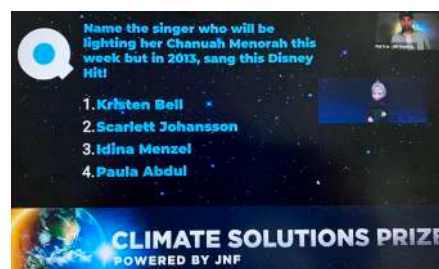 Name the singer who will be
lighting her Chanuah Menorah this
week but in 2013, sang this Disney
Hit!
1. Kristen Bell
2. Scarlett Johansson
3. Idina Menzel
4. Paula Abdul
CLIMATE SOLUTIONS PRIZE
POWERED BY JNF